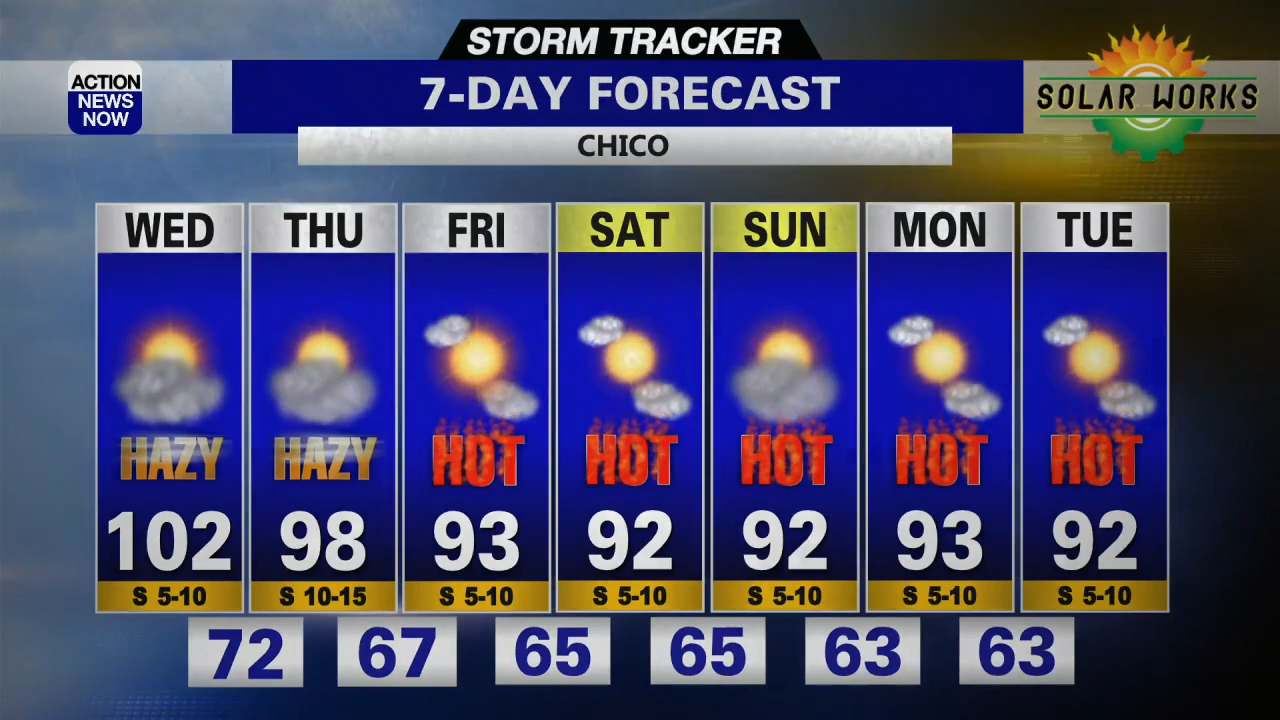 STORM TRACKER
7-DAY FORECAST
CHICO
ACTION
NEWS
NOW
SOLAR WORKS
WED THU FRI SAT SUN MON TUE
HAZY HAZY HOT HOT HOT HOT HOT
102 98 93 92 92 93 92
S 5-10 S 10-15 S 5-10 S 5-10 S 5-10 S 5-10 S 5-10
72 67 65 65 63 63